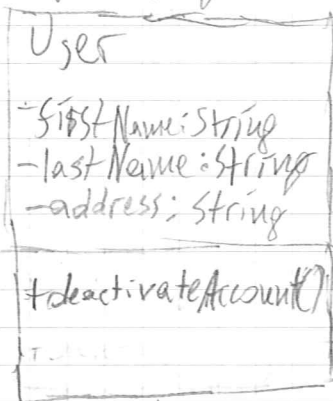 User
-firstName:String
-lastName:String
-address: String
+deactivateAccount()